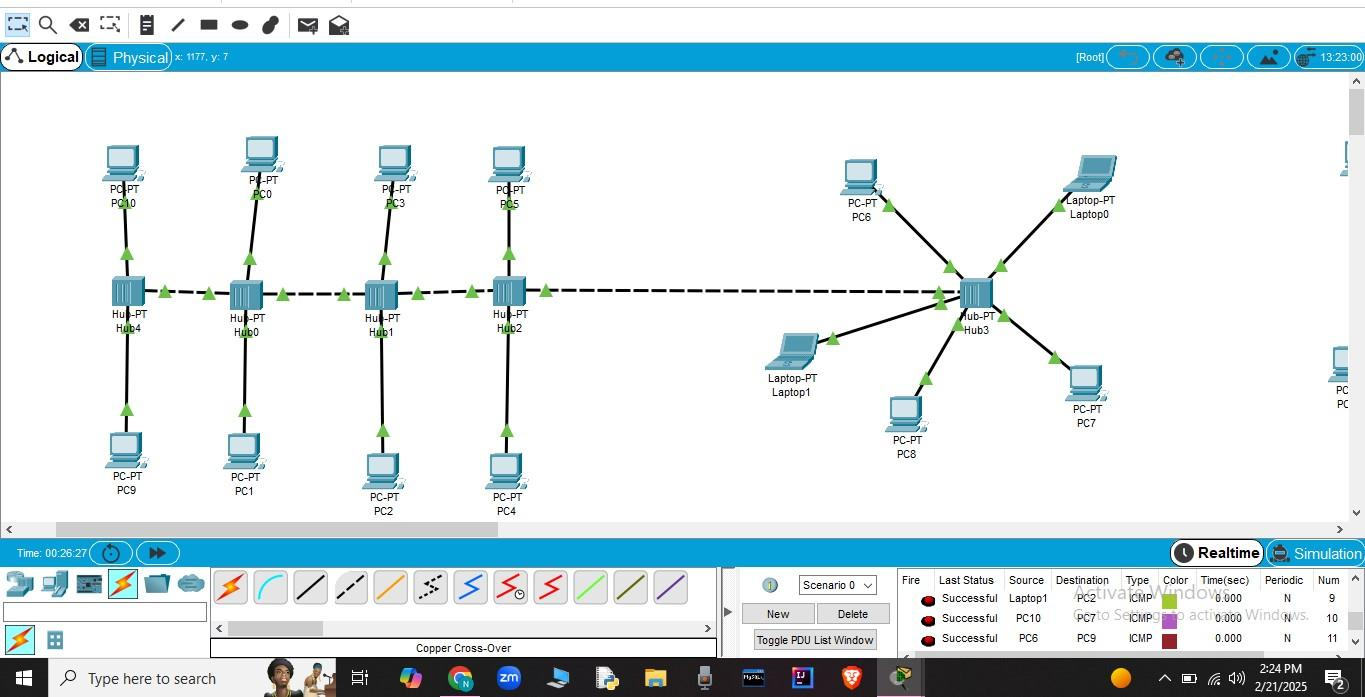 Logical
Physical
x: 1177, y: 7
[Root]
13:23:00
PC-PT
PC10
PC-PT
PC0
PC-PT
PC3
PC-PT
PC5
PC-PT
PC6
Laptop-PT
Laptop0
Hub-PT
Hub4
Hub-PT
Hub0
Hub-PT
Hub1
Hub-PT
Hub2
Hub-PT
Hub3
Laptop-PT
Laptop1
PC-PT
PC7
PC-PT
PC8
PC-PT
PC9
PC-PT
PC1
PC-PT
PC2
PC-PT
PC4
Time: 00:26:27
Realtime
Simulation
Scenario 0
New
Delete
Toggle PDU List Window
Copper Cross-Over
Fire Last Status Source Destination Type Color Time(sec) Periodic Num
Successful Laptop1 PC2 ICMP 0.000 N 9
Successful PC10 PC7 ICMP 0.000 N 10
Successful PC6 PC9 ICMP 0.000 N 11
Activate Windows
Go to Settings to activate Windows.
Type here to search
zm
MySQL
2:24 PM
2/21/2025
2